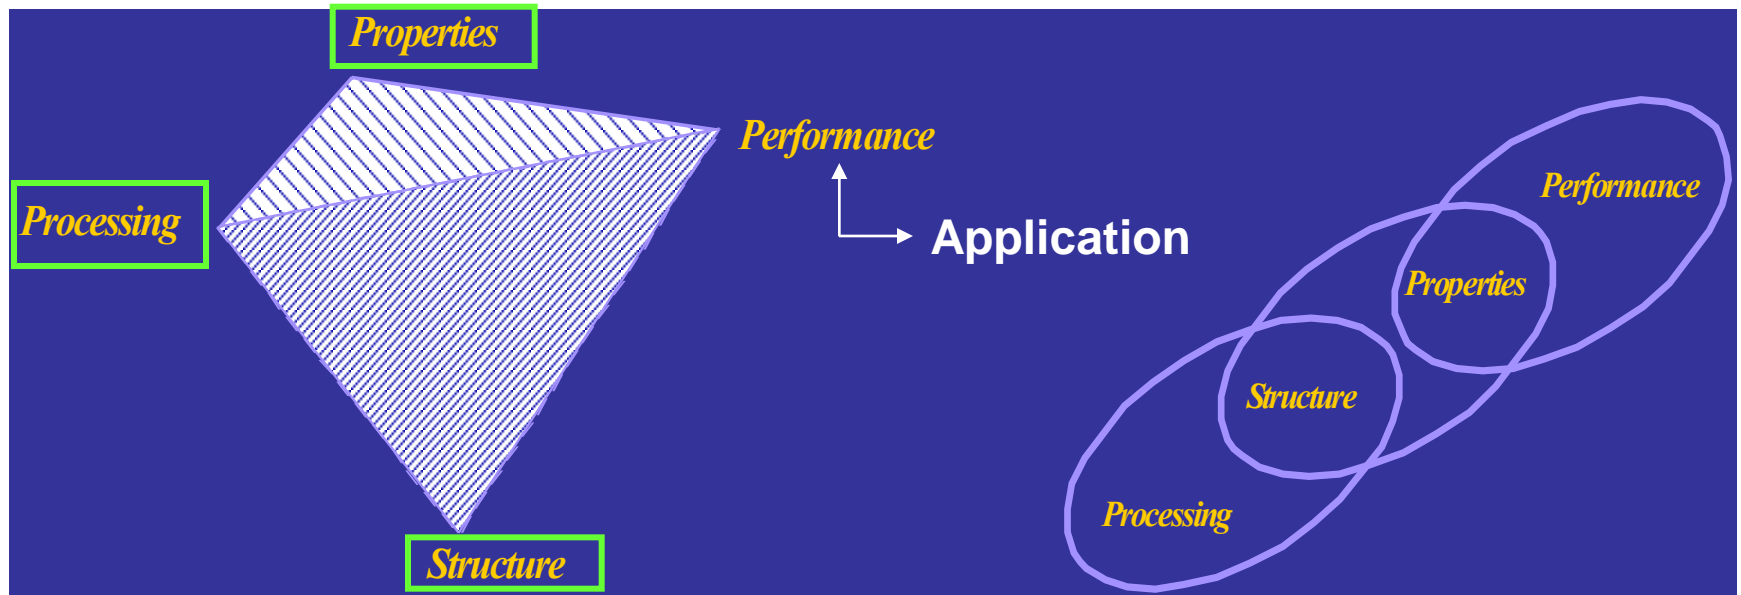 Properties
Performance
Processing
Application
Structure
Performance
Properties
Structure
Processing